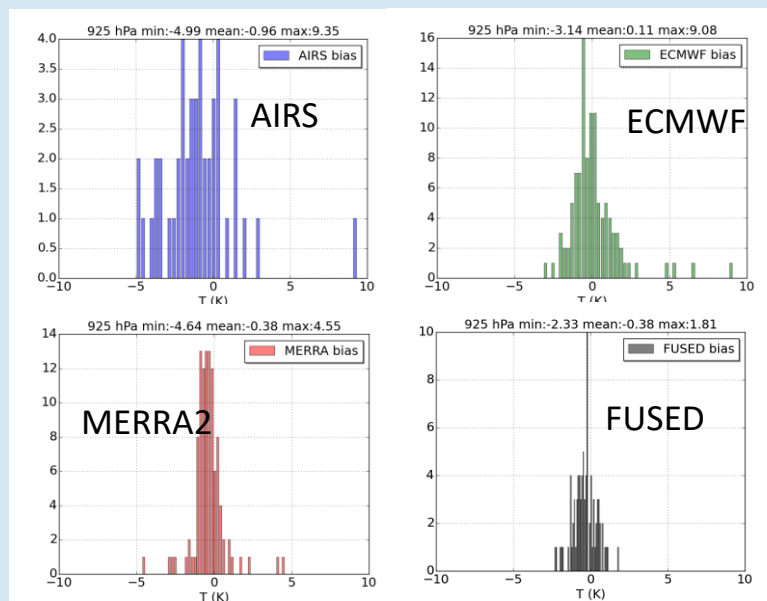 925 hPa min:-4.99 mean:-0.96 max:9.35
4.0
3.5
3.0
2.5
2.0
1.5
1.0
0.5
0.0
AIRS bias
AIRS
−10 −5 0 5 10
T (K)
925 hPa min:-3.14 mean:0.11 max:9.08
16
14
12
10
8
6
4
2
0
ECMWF bias
ECMWF
−10 −5 0 5 10
T (K)
925 hPa min:-4.64 mean:-0.38 max:4.55
14
12
10
8
6
4
2
0
MERRA bias
MERRA2
−10 −5 0 5 10
T (K)
925 hPa min:-2.33 mean:-0.38 max:1.81
10
8
6
4
2
0
FUSED bias
FUSED
−10 −5 0 5 10
T (K)